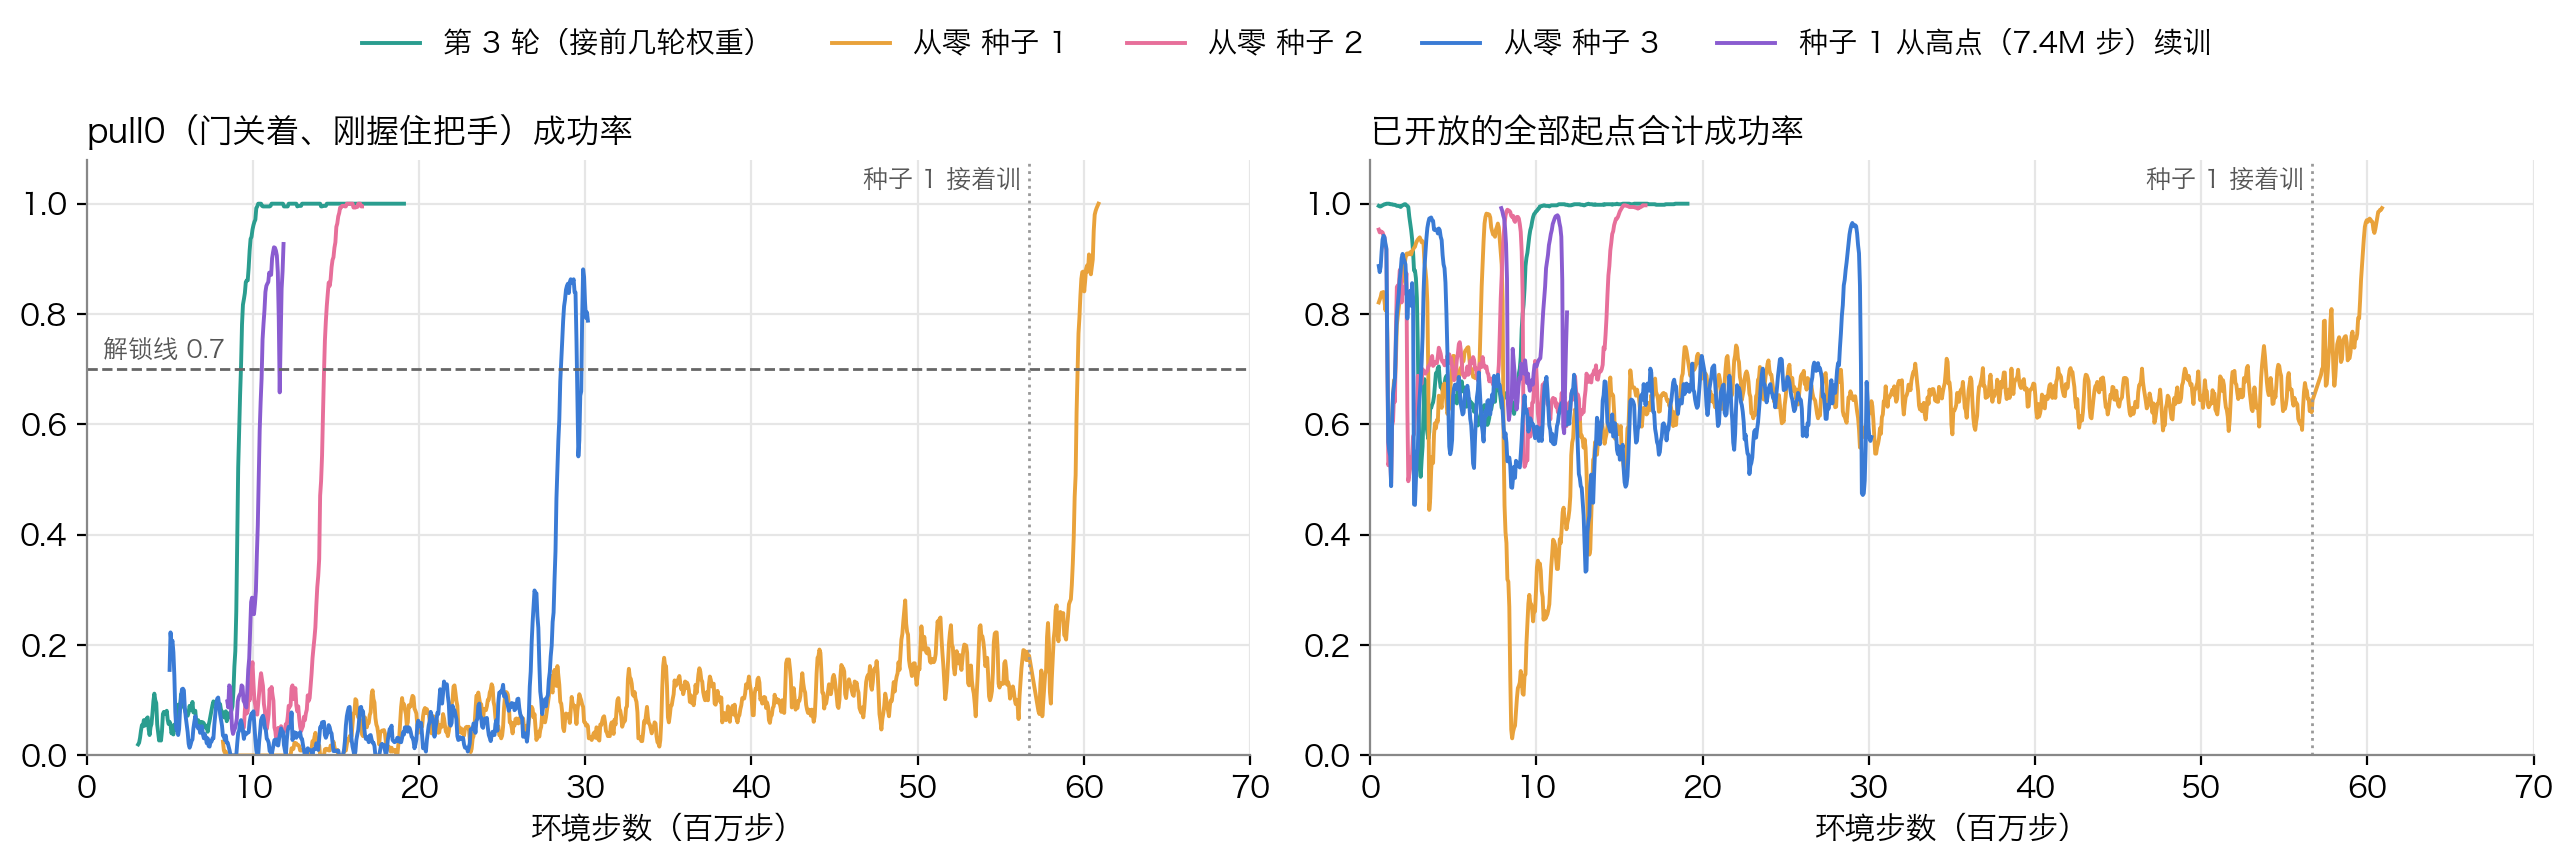 第 3 轮（接前几轮权重） 从零 种子 1 从零 种子 2 从零 种子 3 种子 1 从高点（7.4M 步）续训
pull0（门关着、刚握住把手）成功率
种子 1 接着训
1.0
0.8
解锁线 0.7
0.6
0.4
0.2
0.0
0 10 20 30 40 50 60 70
环境步数（百万步）
已开放的全部起点合计成功率
种子 1 接着训
1.0
0.8
0.6
0.4
0.2
0.0
0 10 20 30 40 50 60 70
环境步数（百万步）